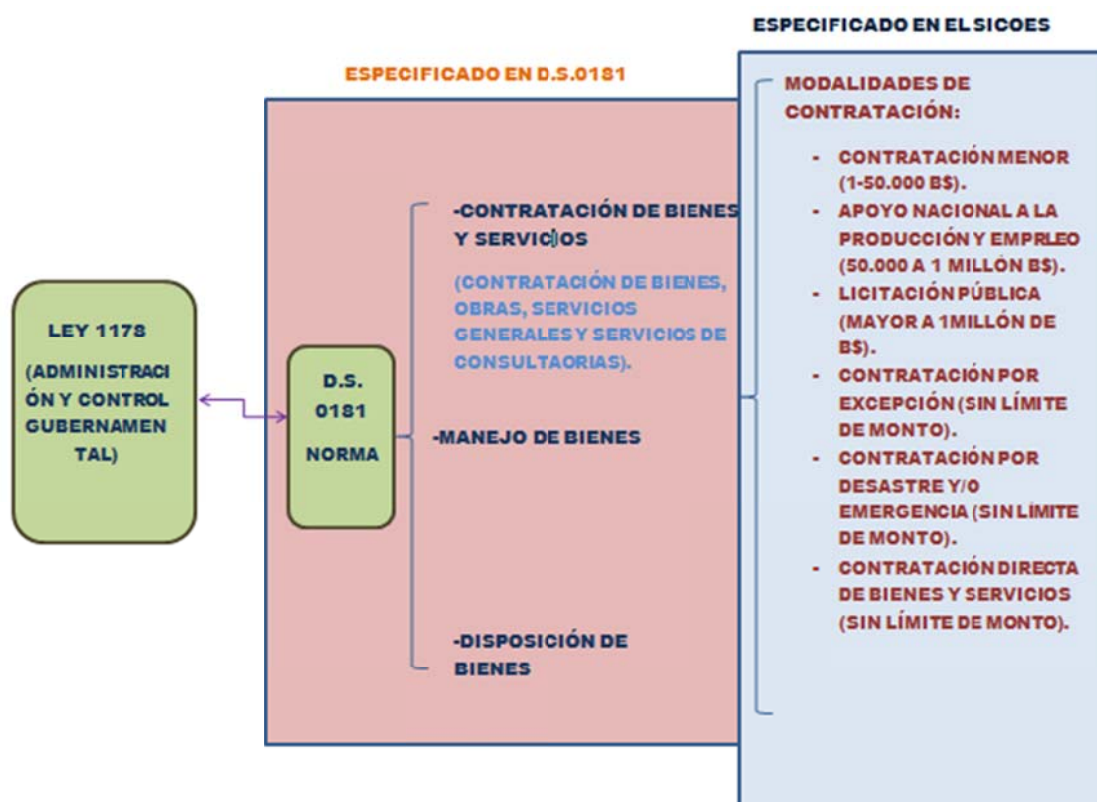 ESPECIFICADO EN EL SICOES
ESPECIFICADO EN D.S.0181
LEY 1178
(ADMINISTRACI
ÓN Y CONTROL
GUBERNAMEN
TAL)
D.S.
0181
NORMA
-CONTRATACIÓN DE BIENES
Y SERVICIOS
(CONTRATACIÓN DE BIENES,
OBRAS, SERVICIOS
GENERALES Y SERVICIOS DE
CONSULTAORIAS).
-MANEJO DE BIENES
-DISPOSICIÓN DE
BIENES
MODALIDADES DE
CONTRATACIÓN:
- CONTRATACIÓN MENOR
(1-50.000 B$).
- APOYO NACIONAL A LA
PRODUCCIÓN Y EMPRLEO
(50.000 A 1 MILLÓN B$).
- LICITACIÓN PÚBLICA
(MAYOR A 1MILLÓN DE
B$).
- CONTRATACIÓN POR
EXCEPCIÓN (SIN LÍMITE
DE MONTO).
- CONTRATACIÓN POR
DESASTRE Y/O
EMERGENCIA (SIN LÍMITE
DE MONTO).
- CONTRATACIÓN DIRECTA
DE BIENES Y SERVICIOS
(SIN LÍMITE DE MONTO).